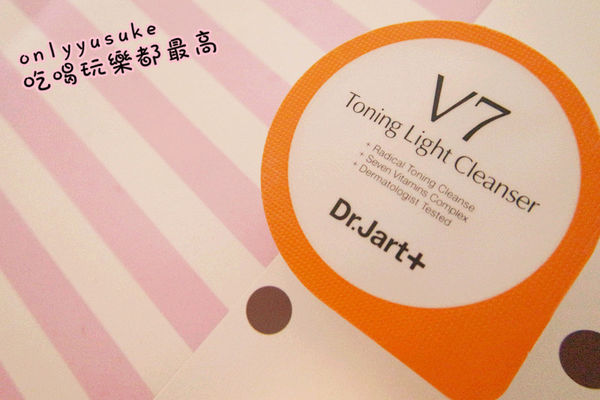 onlyyusuke
吃喝玩樂都最高
V7
Toning Light Cleanser
+ Radical Toning Cleanse
+ Seven Vitamins Complex
+ Dermatologist Tested
Dr.Jart+